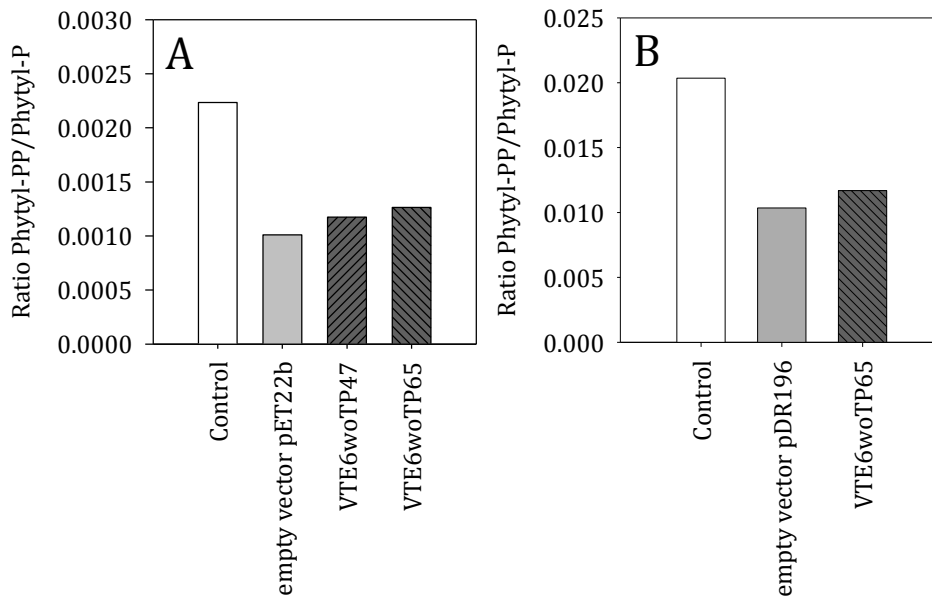 A
Ratio Phytyl-PP/Phytyl-P
0.0030
0.0025
0.0020
0.0015
0.0010
0.0005
0.0000
Control
empty vector pET22b
VTE6woTP47
VTE6woTP65
B
Ratio Phytyl-PP/Phytyl-P
0.025
0.020
0.015
0.010
0.005
0.000
Control
empty vector pDR196
VTE6woTP65